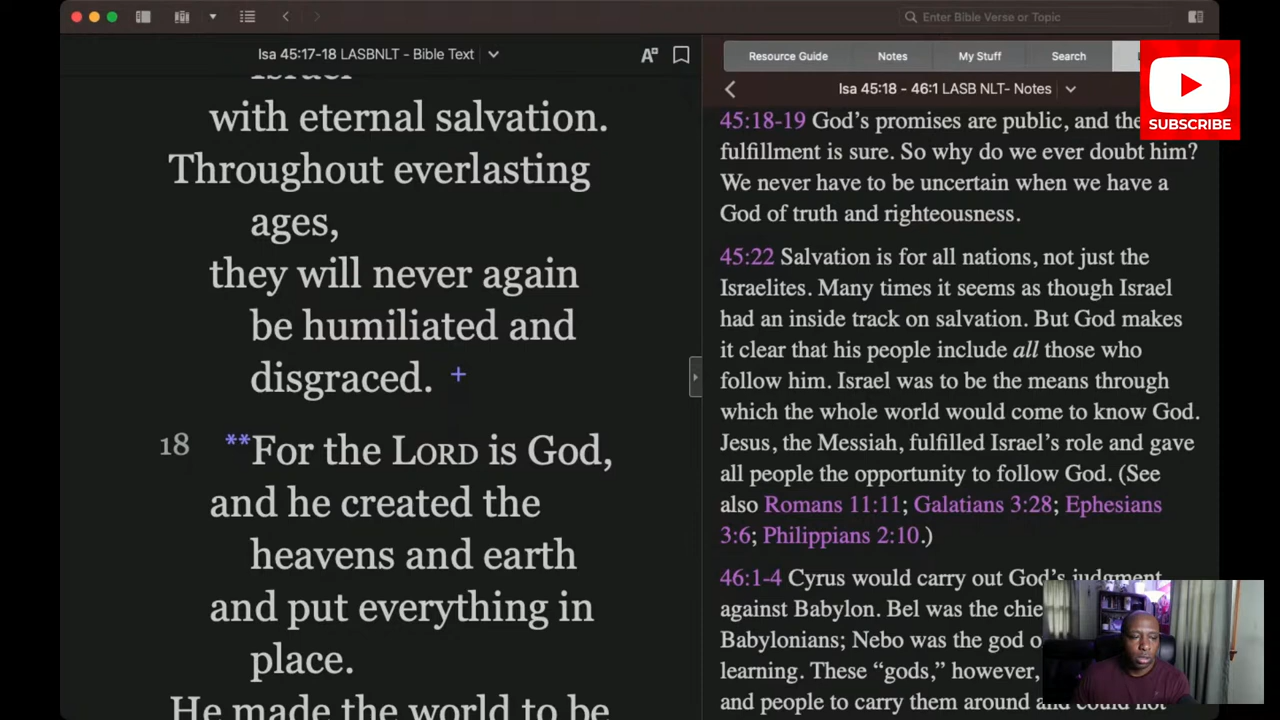 Enter Bible Verse or Topic
Isa 45:17-18 LASBNLT - Bible Text
with eternal salvation.
Throughout everlasting
ages,
they will never again
be humiliated and
disgraced. +
18 **For the LORD is God,
and he created the
heavens and earth
and put everything in
place.
He made the world to be
Resource Guide Notes My Stuff Search
Isa 45:18 - 46:1 LASB NLT- Notes
SUBSCRIBE
45:18-19 God’s promises are public, and
fulfillment is sure. So why do we ever doubt him?
We never have to be uncertain when we have a
God of truth and righteousness.
45:22 Salvation is for all nations, not just the
Israelites. Many times it seems as though Israel
had an inside track on salvation. But God makes
it clear that his people include all those who
follow him. Israel was to be the means through
which the whole world would come to know God.
Jesus, the Messiah, fulfilled Israel’s role and gave
all people the opportunity to follow God. (See
also Romans 11:11; Galatians 3:28; Ephesians
3:6; Philippians 2:10.)
46:1-4 Cyrus would carry out God’s judgment
against Babylon. Bel was the
Babylonians; Nebo was the god
learning. These “gods,” however,
and people to carry them around and could not